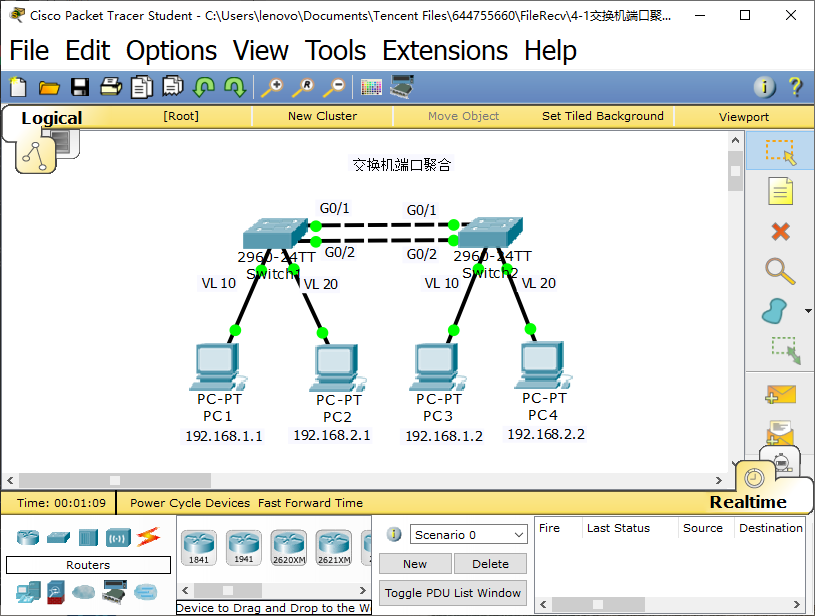 Cisco Packet Tracer Student - C:\Users\lenovo\Documents\Tencent Files\644755660\FileRecv\4-1交换机端口聚...
File Edit Options View Tools Extensions Help
Logical [Root] New Cluster Move Object Set Tiled Background Viewport
交换机端口聚合
G0/1 G0/1
G0/2 G0/2
2960-24TT 2960-24TT
Switch1 Switch2
VL 10 VL 20 VL 10 VL 20
PC-PT PC-PT PC-PT PC-PT
PC1 PC2 PC3 PC4
192.168.1.1 192.168.2.1 192.168.1.2 192.168.2.2
Time: 00:01:09 Power Cycle Devices Fast Forward Time Realtime
Routers
1841 1941 2620XM 2621XM 2
Device to Drag and Drop to the W
Scenario 0
New Delete
Toggle PDU List Window
Fire Last Status Source Destination